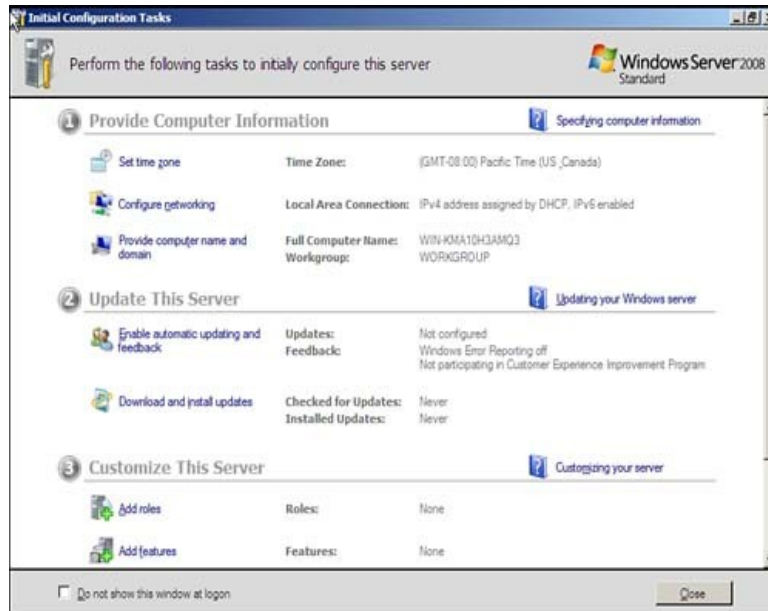 Initial Configuration Tasks
Perform the following tasks to initially configure this server
Windows Server 2008
Standard
1 Provide Computer Information
Specifying computer information
Set time zone
Time Zone: (GMT-08:00) Pacific Time (US_Canada)
Configure networking
Local Area Connection: IPv4 address assigned by DHCP, IPv6 enabled
Provide computer name and domain
Full Computer Name: WIN-KMA10H3AMQ3
Workgroup: WORKGROUP
2 Update This Server
Updating your Windows server
Enable automatic updating and feedback
Updates: Not configured
Feedback: Windows Error Reporting off
Not participating in Customer Experience Improvement Program
Download and install updates
Checked for Updates: Never
Installed Updates: Never
3 Customize This Server
Customizing your server
Add roles
Roles: None
Add features
Features: None
Do not show this window at logon
Close